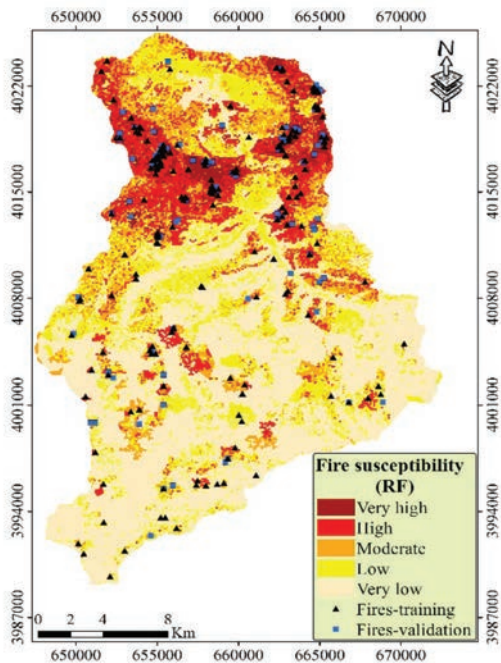 650000 655000 660000 665000 670000
N
4022000 4022000
4015000 4015000
4008000 4008000
4001000 4001000
3994000 3994000
3987000 3987000
Fire susceptibility
(RF)
Very high
High
Moderate
Low
Very low
Fires-training
Fires-validation
0 2 4 8
Km
650000 655000 660000 665000 670000